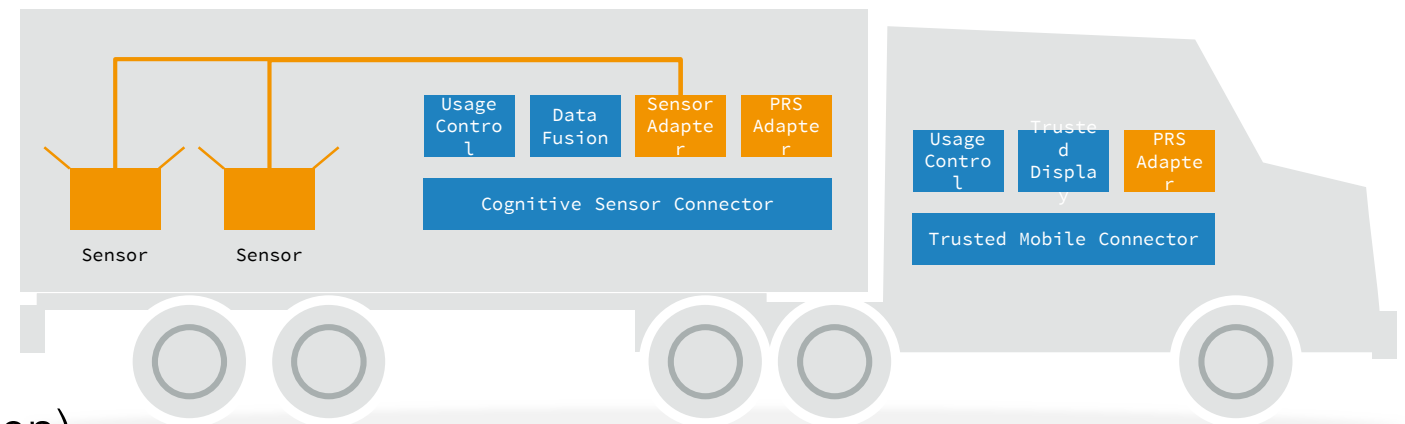 Usage
Contro
l
Data
Fusion
Sensor
Adapte
r
PRS
Adapte
r
Cognitive Sensor Connector
Sensor
Sensor
Usage
Contro
l
Truste
d
Displa
y
PRS
Adapte
r
Trusted Mobile Connector